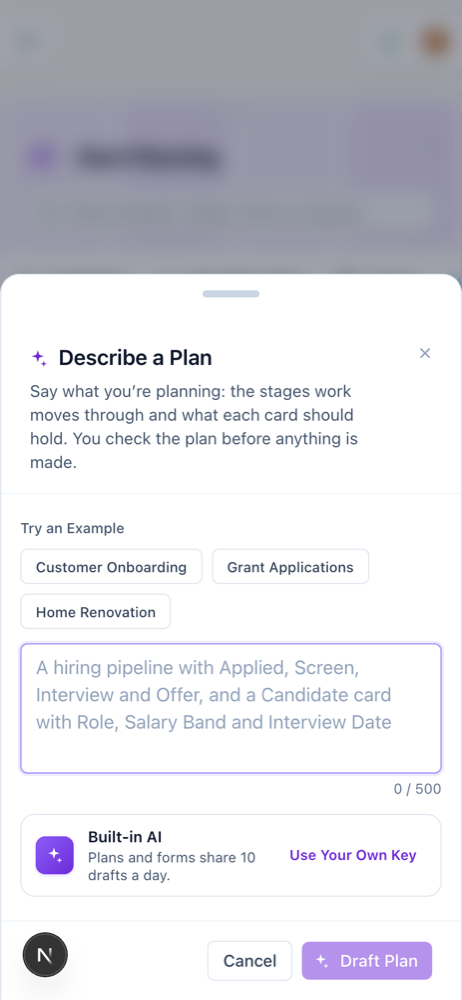 Describe a Plan
Say what you’re planning: the stages work
moves through and what each card should
hold. You check the plan before anything is
made.
Try an Example
Customer Onboarding
Grant Applications
Home Renovation
A hiring pipeline with Applied, Screen,
Interview and Offer, and a Candidate card
with Role, Salary Band and Interview Date
0 / 500
Built-in AI
Plans and forms share 10
drafts a day.
Use Your Own Key
N
Cancel
Draft Plan